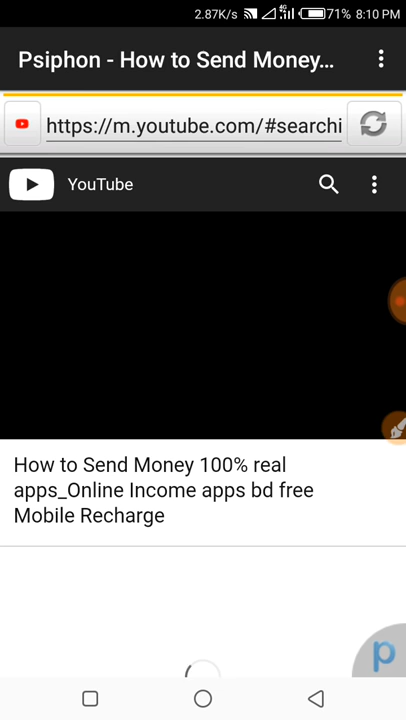 2.87K/s 4G 71% 8:10 PM
Psiphon - How to Send Money…
https://m.youtube.com/#searchi
YouTube
How to Send Money 100% real
apps_Online Income apps bd free
Mobile Recharge
p